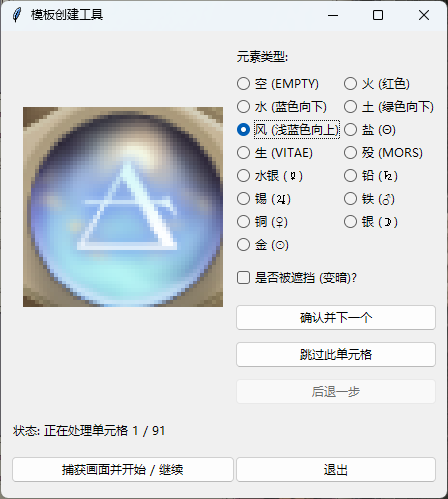 模板创建工具
元素类型:
空 (EMPTY)
火 (红色)
水 (蓝色向下)
土 (绿色向下)
风 (浅蓝色向上)
盐 (Θ)
生 (VITAE)
殁 (MORS)
水银 (☿)
铅 (♄)
锡 (♃)
铁 (♂)
铜 (♀)
银 (☽)
金 (☉)
是否被遮挡 (变暗)?
确认并下一个
跳过此单元格
后退一步
状态: 正在处理单元格 1 / 91
捕获画面并开始 / 继续
退出